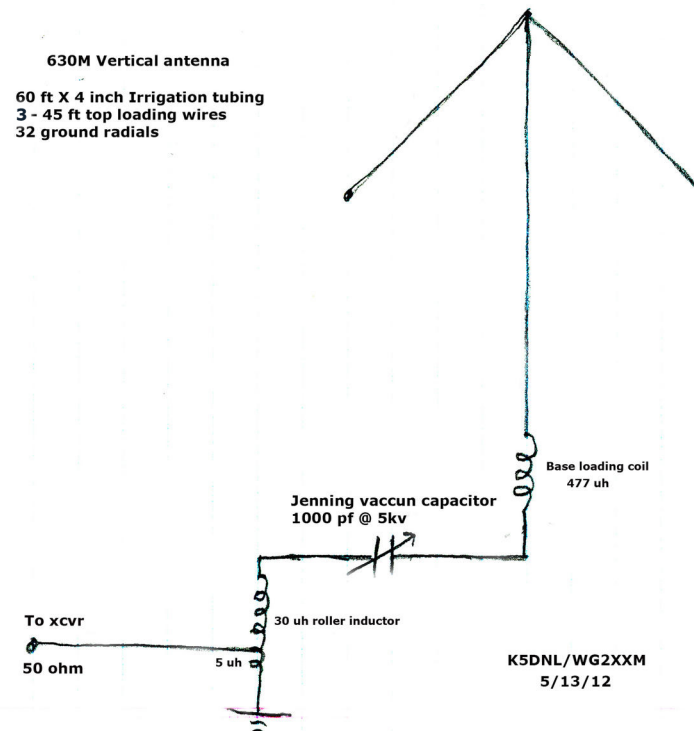 630M Vertical antenna
60 ft X 4 inch Irrigation tubing
3 - 45 ft top loading wires
32 ground radials
Base loading coil
477 uh
Jenning vaccun capacitor
1000 pf @ 5kv
30 uh roller inductor
To xcvr
5 uh
50 ohm
K5DNL/WG2XXM
5/13/12